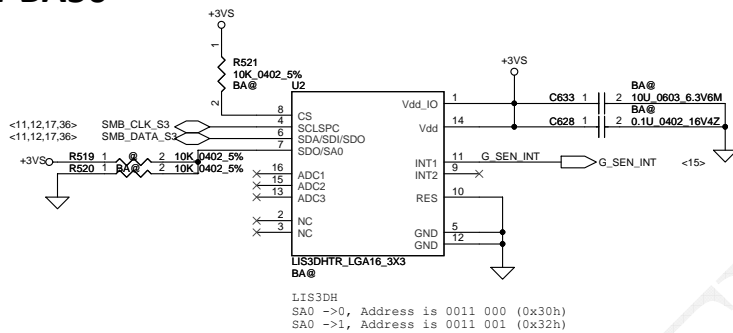 +3VS
1
R521
10K_0402_5%
BA@
2
U2
8 CS
<11,12,17,36> SMB_CLK_S3 4 SCLSPC
<11,12,17,36> SMB_DATA_S3 6 SDA/SDI/SDO
7 SDO/SA0
+3VS R519 1 @ 2 10K_0402_5%
R520 1 BA@ 2 10K_0402_5%
16 ADC1
15 ADC2
13 ADC3
2 NC
3 NC
Vdd_IO 1
Vdd 14
INT1 11 G_SEN_INT G_SEN_INT <15>
INT2 9
RES 10
GND 5
GND 12
LIS3DHTR_LGA16_3X3
BA@
+3VS
BA@
C633 1 2 10U_0603_6.3V6M
BA@
C628 1 2 0.1U_0402_16V4Z
LIS3DH
SA0 ->0, Address is 0011 000 (0x30h)
SA0 ->1, Address is 0011 001 (0x32h)